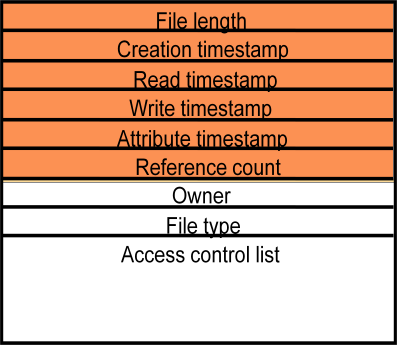 File length
Creation timestamp
Read timestamp
Write timestamp
Attribute timestamp
Reference count
Owner
File type
Access control list